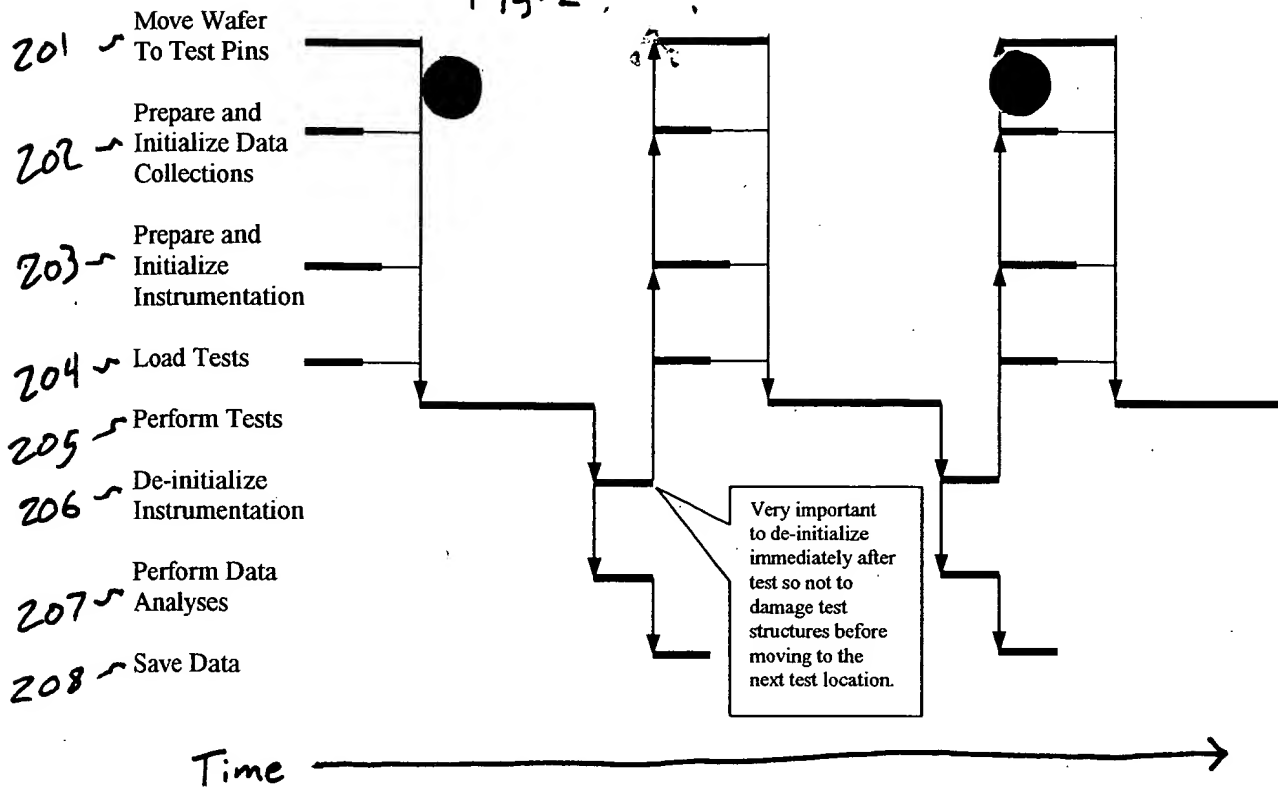 Fig. 2
201 Move Wafer
To Test Pins
202 Prepare and
Initialize Data
Collections
203 Prepare and
Initialize
Instrumentation
204 Load Tests
205 Perform Tests
206 De-initialize
Instrumentation
207 Perform Data
Analyses
208 Save Data
Very important
to de-initialize
immediately after
test so not to
damage test
structures before
moving to the
next test location.
Time